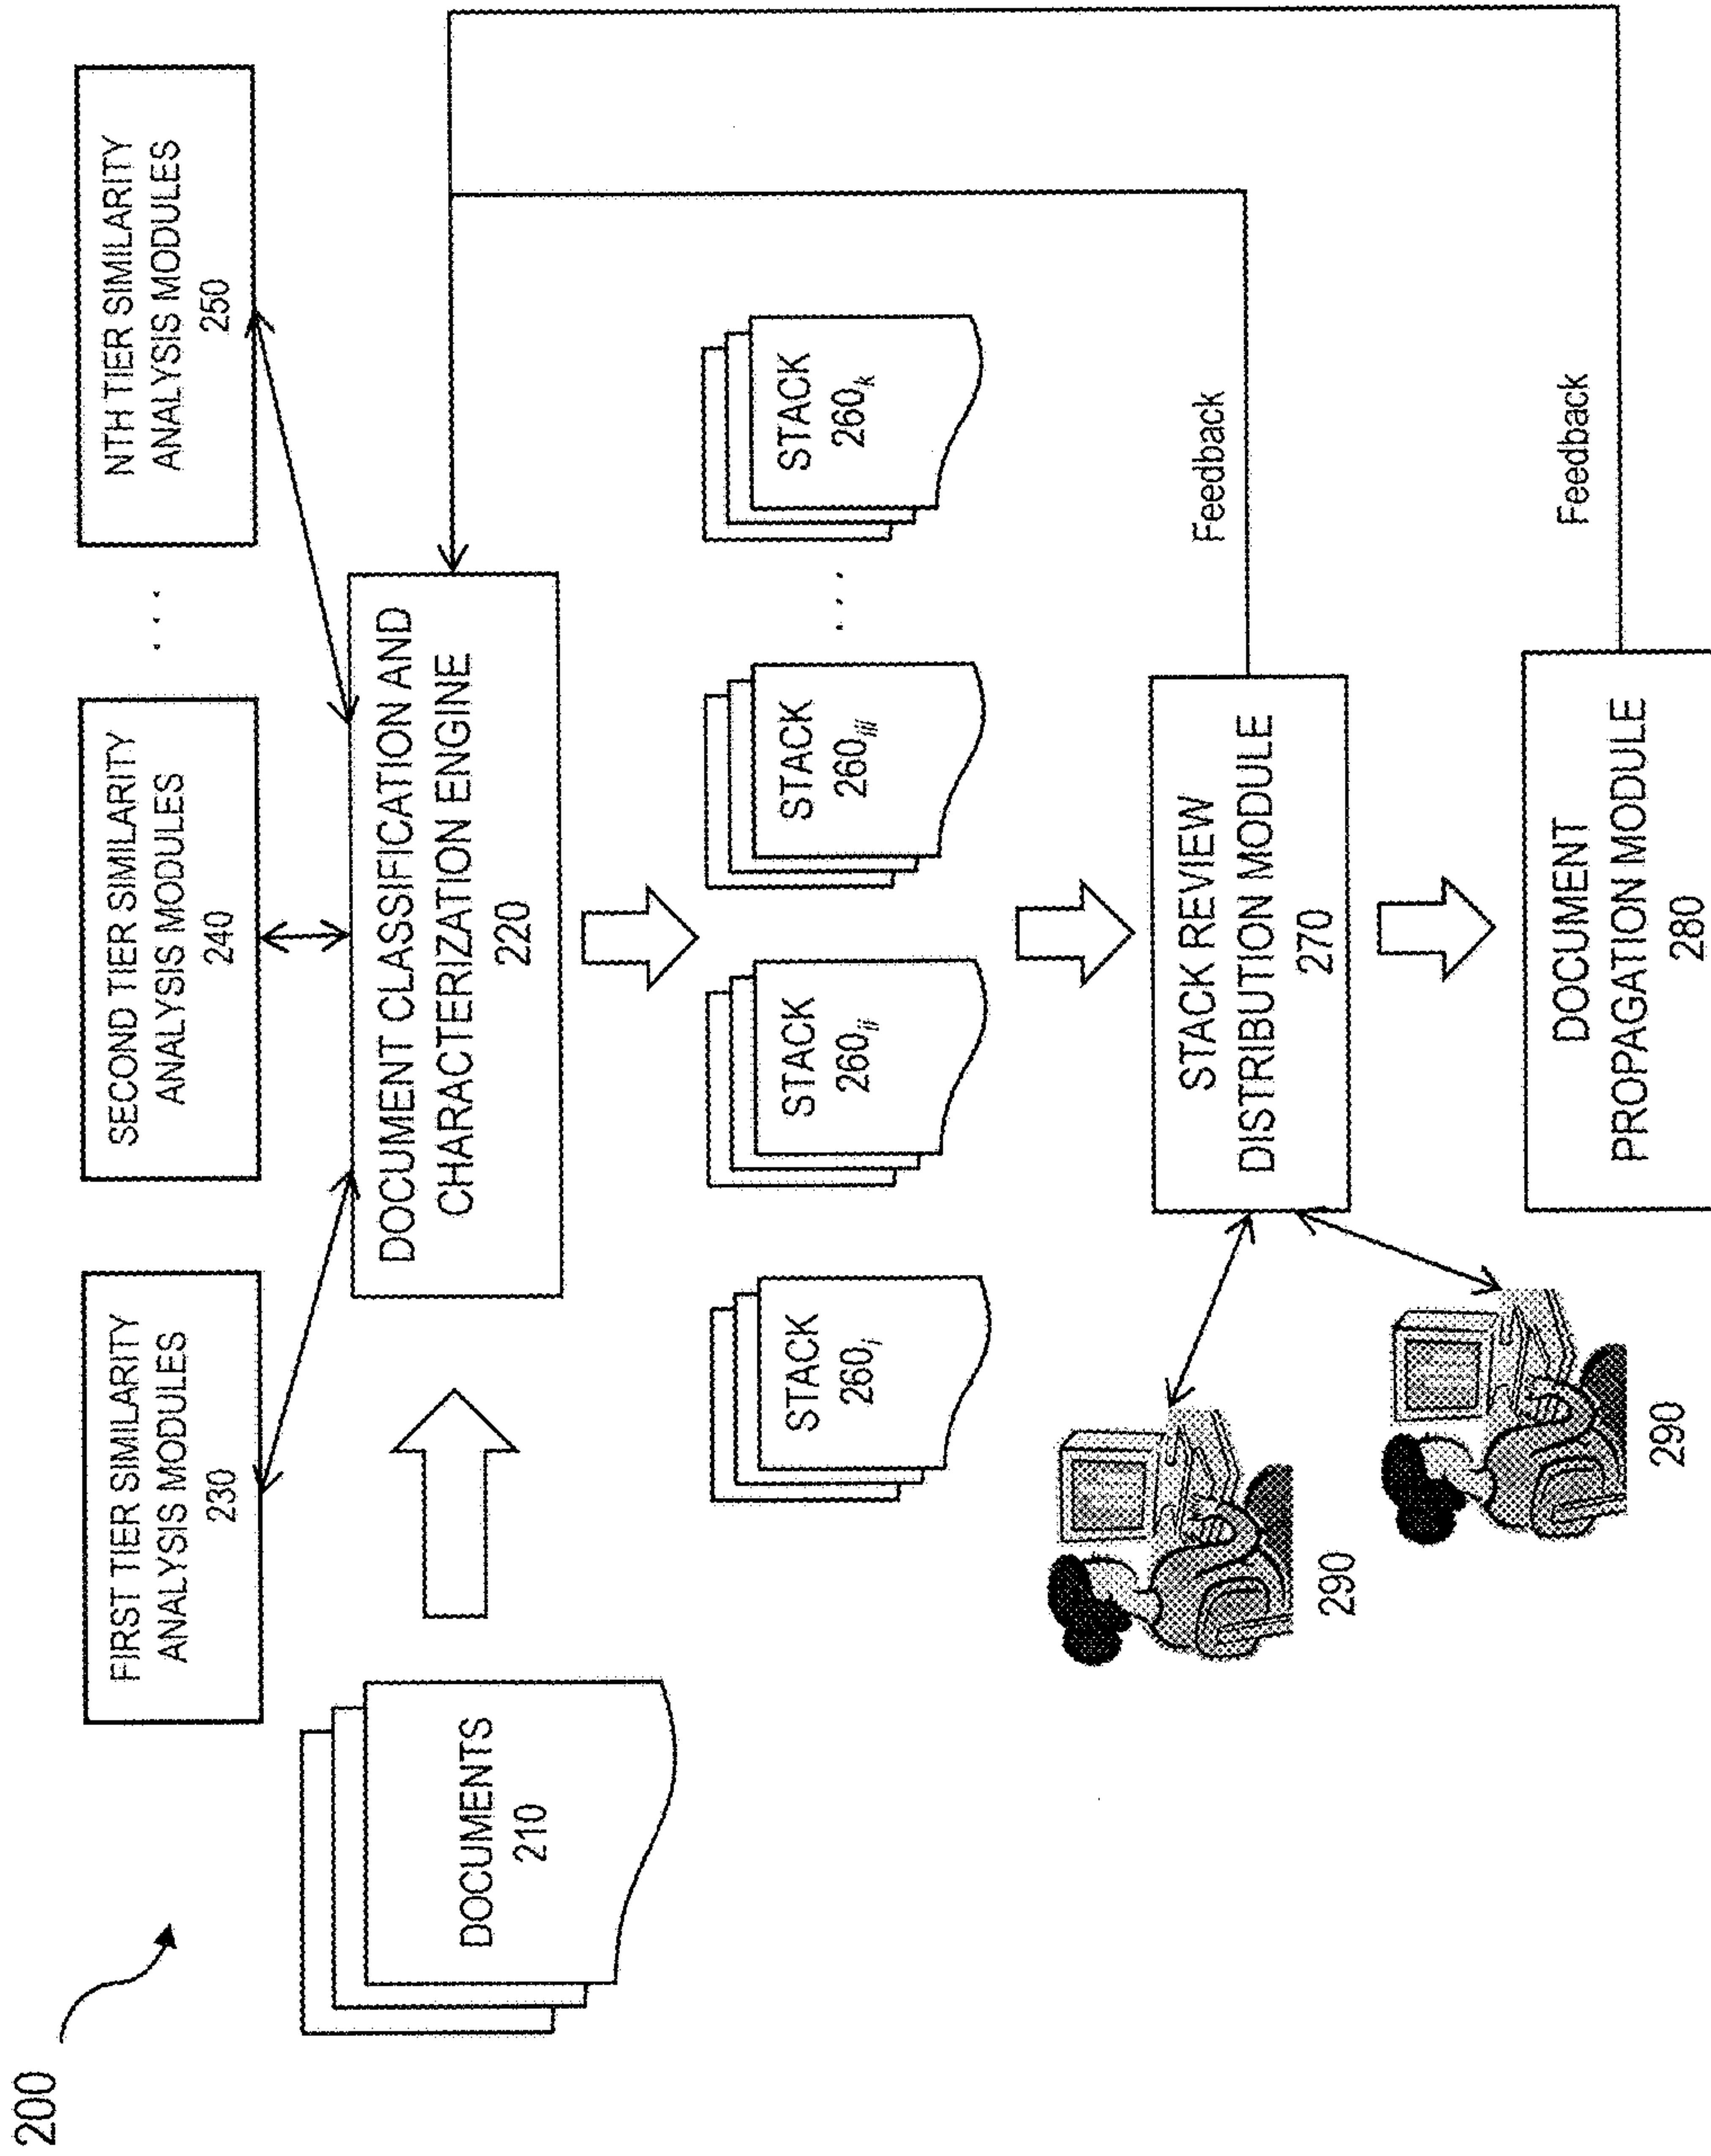 200
FIRST TIER SIMILARITY
ANALYSIS MODULES
230
SECOND TIER SIMILARITY
ANALYSIS MODULES
240
. . .
NTH TIER SIMILARITY
ANALYSIS MODULES
250
DOCUMENTS
210
DOCUMENT CLASSIFICATION AND
CHARACTERIZATION ENGINE
220
STACK
260i
STACK
260ii
STACK
260iii
. . .
STACK
260k
STACK REVIEW
DISTRIBUTION MODULE
270
Feedback
290
DOCUMENT
PROPAGATION MODULE
280
Feedback
290